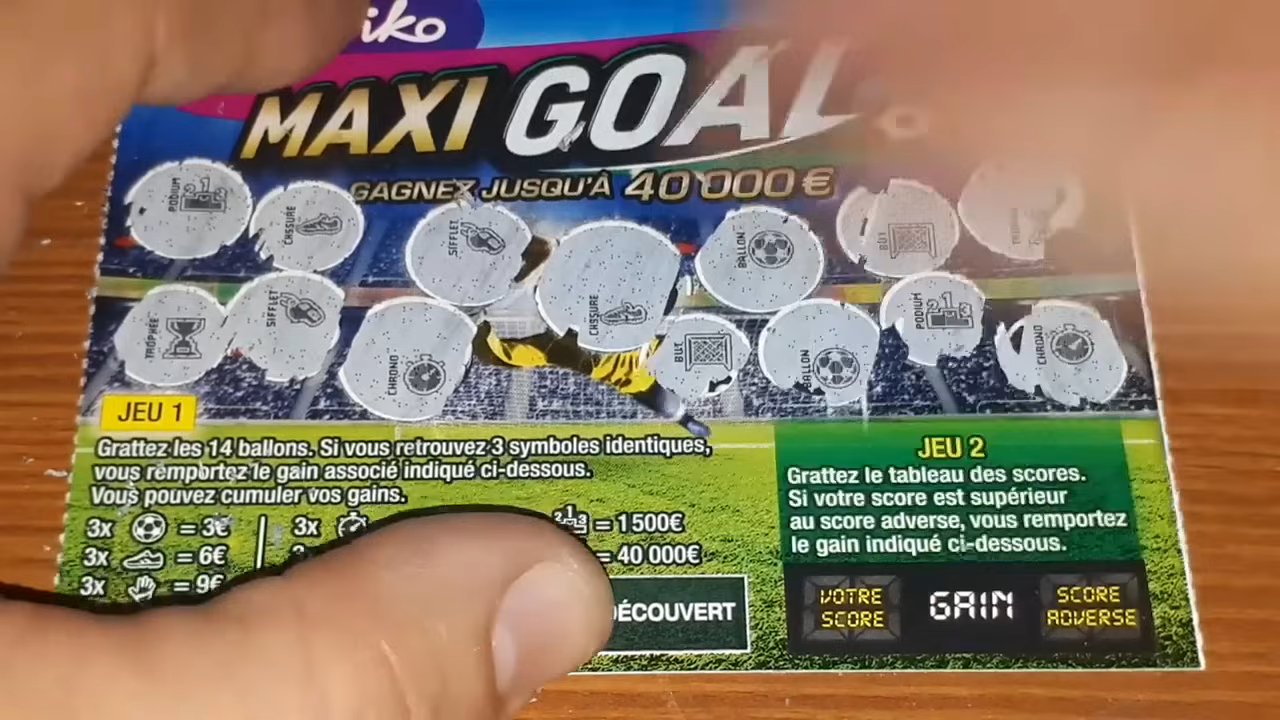 iko
MAXI GOAL
GAGNEZ JUSQU'À 40 000 €
PODIUM
CHSSURE
SIFFLET
CHSSURE
BALLON
BUT
TROPHÉE
SIFFLET
CHRONO
BUT
BALLON
PODIUM
CHRONO
JEU 1
Grattez les 14 ballons. Si vous retrouvez 3 symboles identiques,
vous remportez le gain associé indiqué ci-dessous.
Vous pouvez cumuler vos gains.
3x = 3€
3x = 6€
3x = 9€
3x
= 1 500€
= 40 000€
DÉCOUVERT
JEU 2
Grattez le tableau des scores.
Si votre score est supérieur
au score adverse, vous remportez
le gain indiqué ci-dessous.
VOTRE
SCORE
GAIN
SCORE
ADVERSE